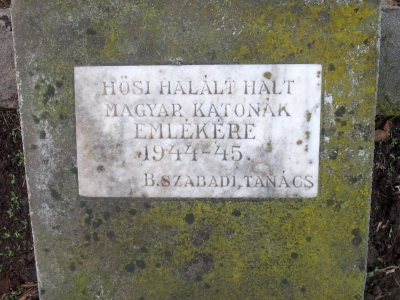 HŐSI HALÁLT HALT
MAGYAR KATONÁK
EMLÉKÉRE
1944-45.
B.SZABADI, TANÁCS